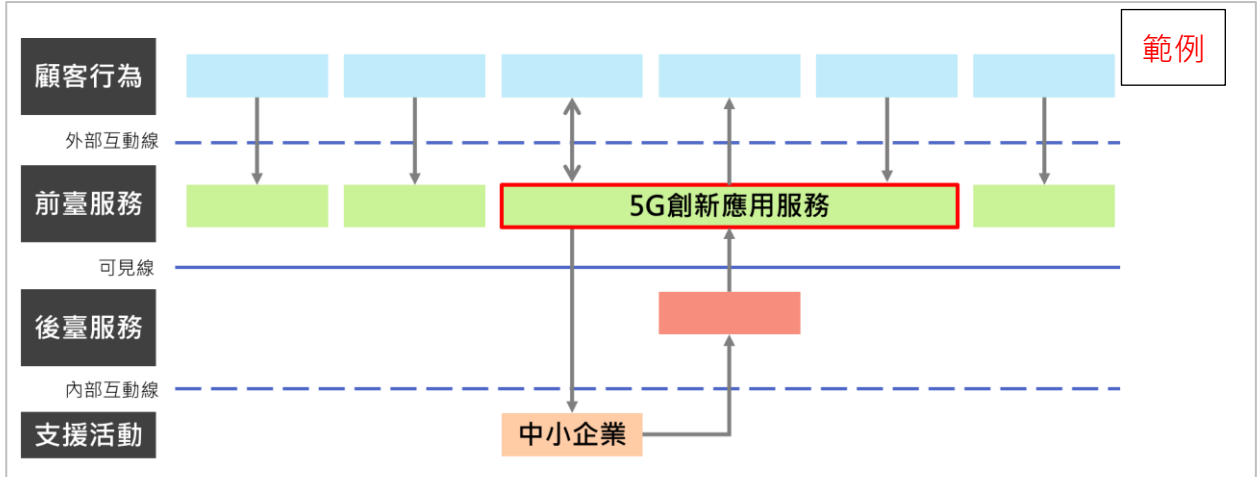 範例
顧客行為
外部互動線
前臺服務
5G創新應用服務
可見線
後臺服務
內部互動線
支援活動
中小企業